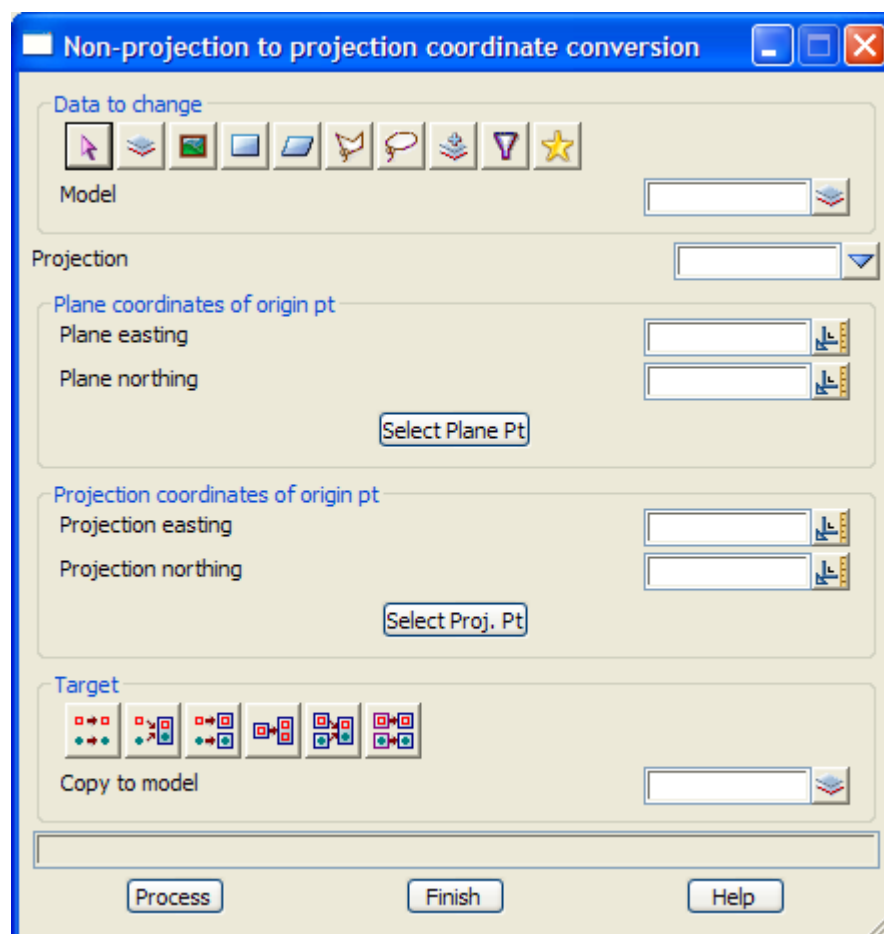 Non-projection to projection coordinate conversion
Data to change
Model
Projection
Plane coordinates of origin pt
Plane easting
Plane northing
Select Plane Pt
Projection coordinates of origin pt
Projection easting
Projection northing
Select Proj. Pt
Target
Copy to model
Process Finish Help